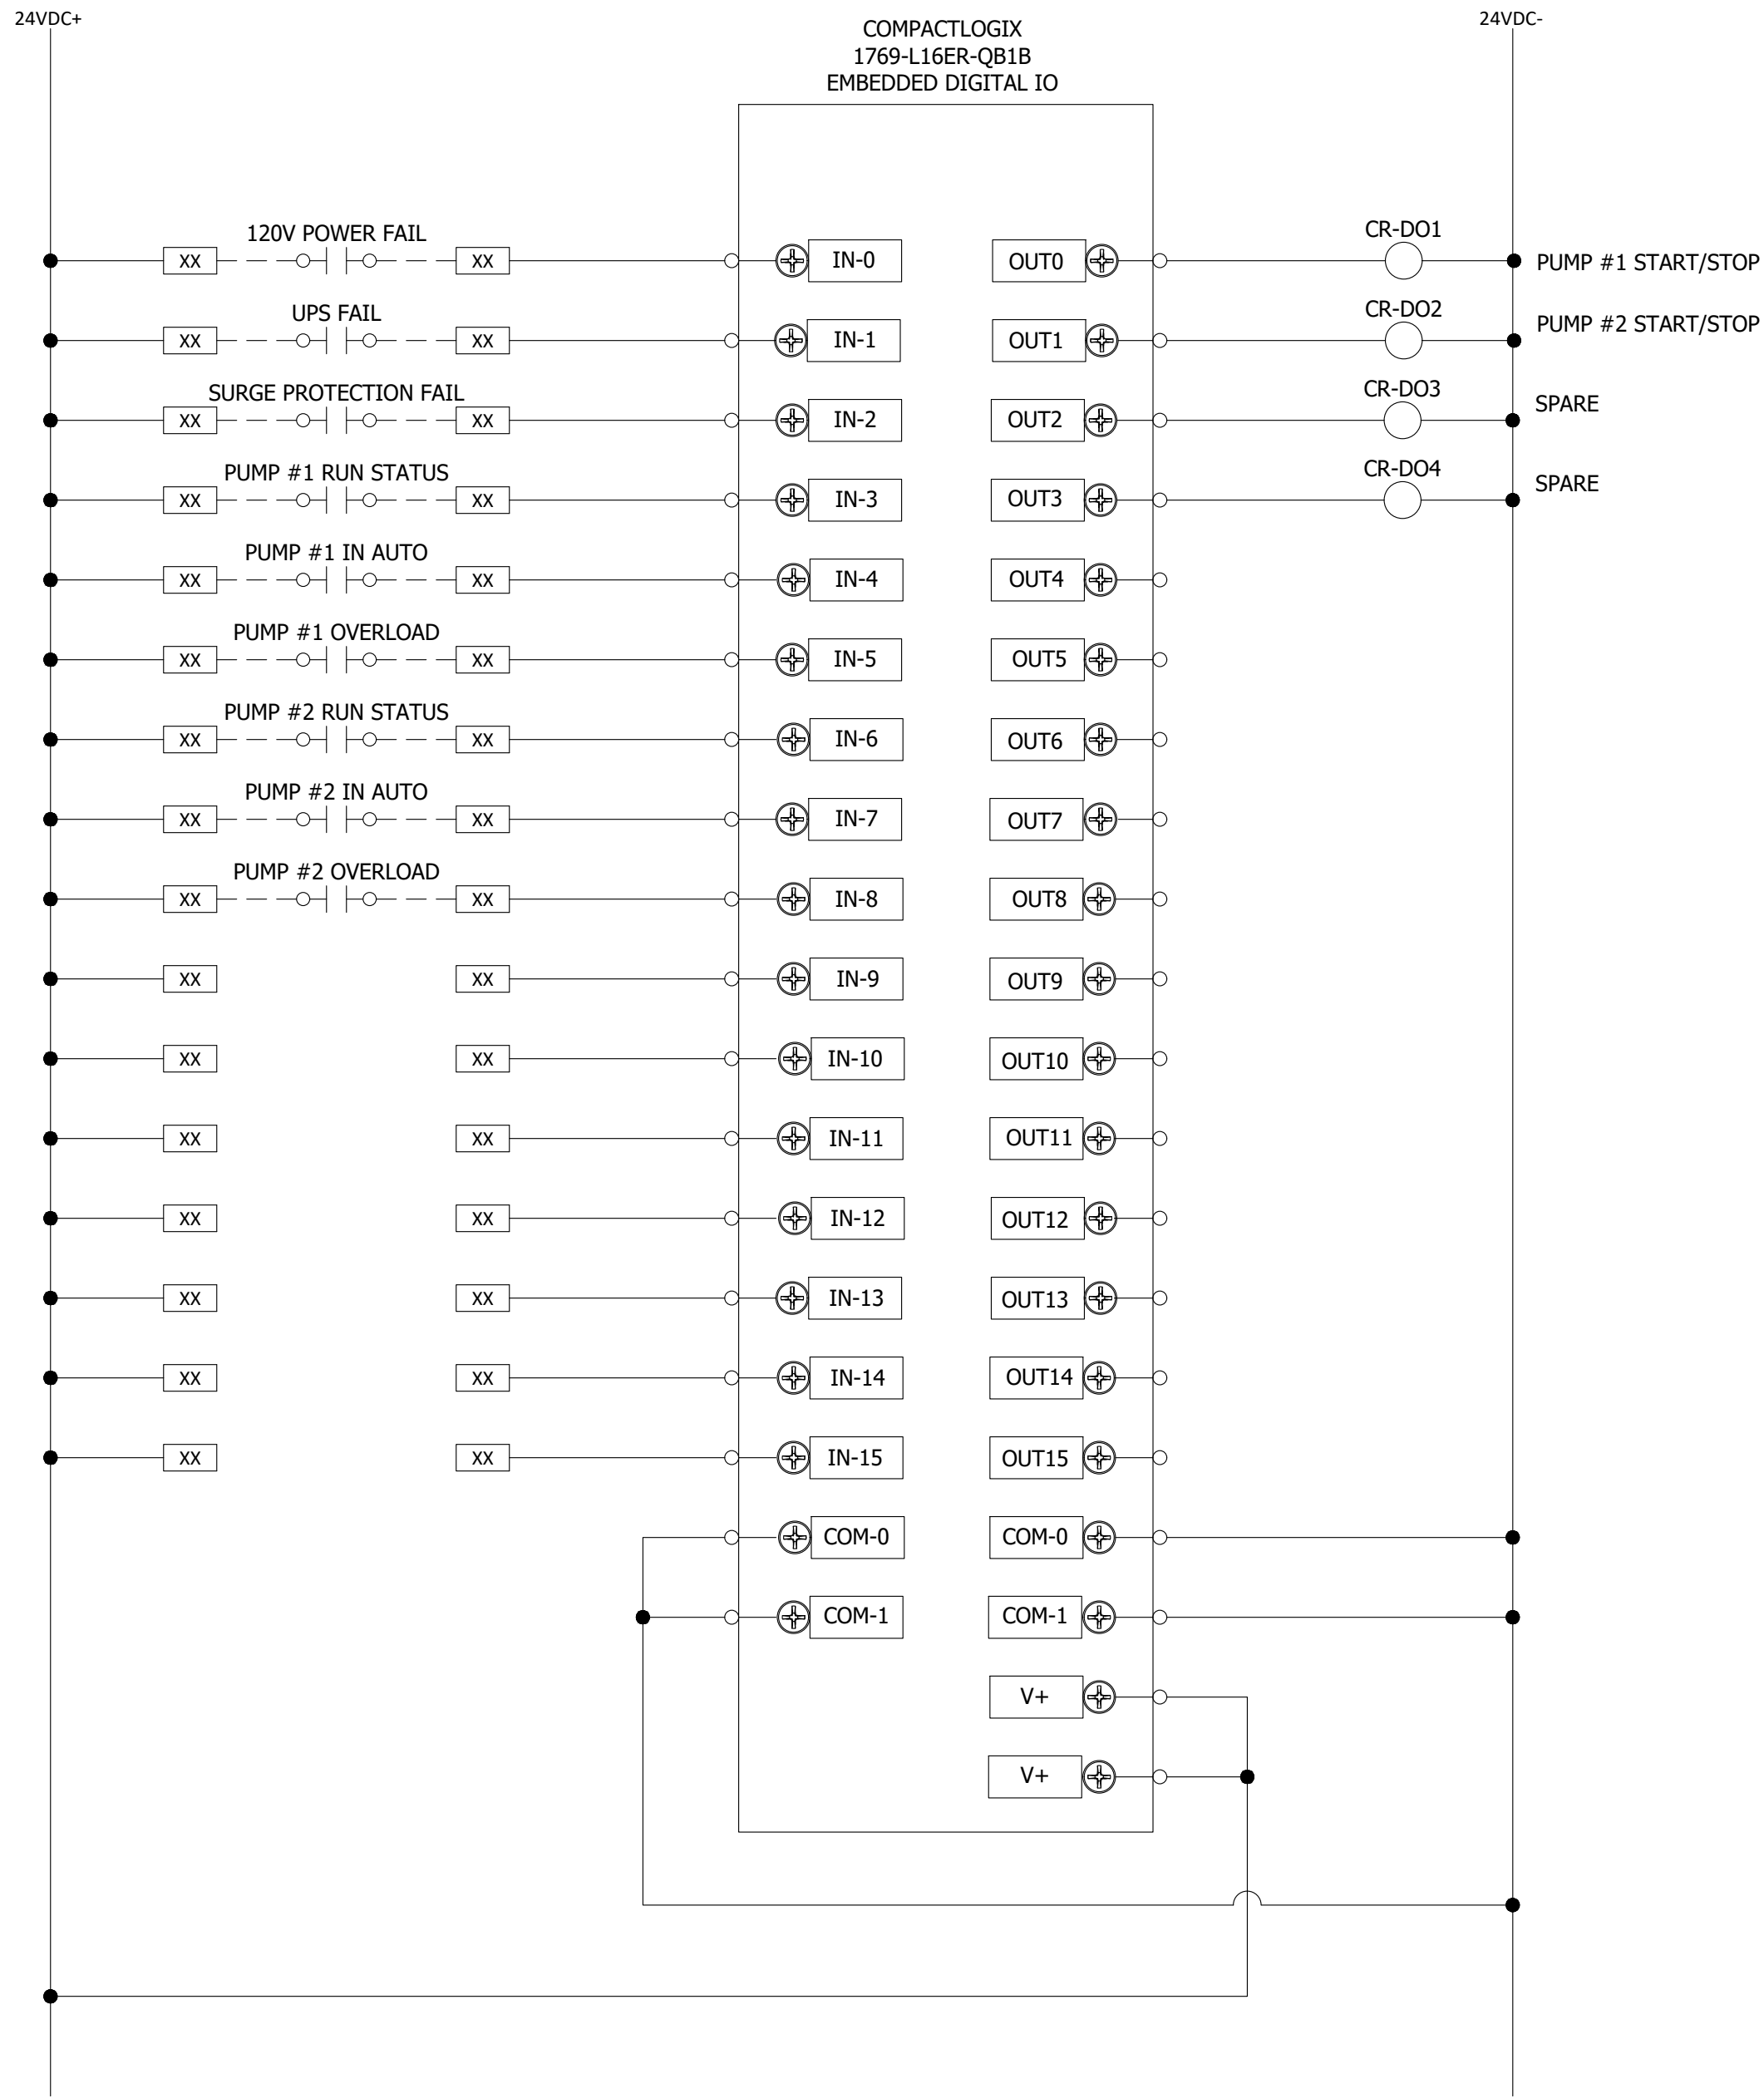 24VDC+
24VDC-
COMPACTLOGIX
1769-L16ER-QB1B
EMBEDDED DIGITAL IO
120V POWER FAIL
CR-DO1
XX XX IN-0 OUT0 PUMP #1 START/STOP
UPS FAIL
CR-DO2
PUMP #2 START/STOP
XX XX IN-1 OUT1
SURGE PROTECTION FAIL
CR-DO3
SPARE
XX XX IN-2 OUT2
PUMP #1 RUN STATUS
CR-DO4
SPARE
XX XX IN-3 OUT3
PUMP #1 IN AUTO
XX XX IN-4 OUT4
PUMP #1 OVERLOAD
XX XX IN-5 OUT5
PUMP #2 RUN STATUS
XX XX IN-6 OUT6
PUMP #2 IN AUTO
XX XX IN-7 OUT7
PUMP #2 OVERLOAD
XX XX IN-8 OUT8
XX XX IN-9 OUT9
XX XX IN-10 OUT10
XX XX IN-11 OUT11
XX XX IN-12 OUT12
XX XX IN-13 OUT13
XX XX IN-14 OUT14
XX XX IN-15 OUT15
COM-0 COM-0
COM-1 COM-1
V+
V+